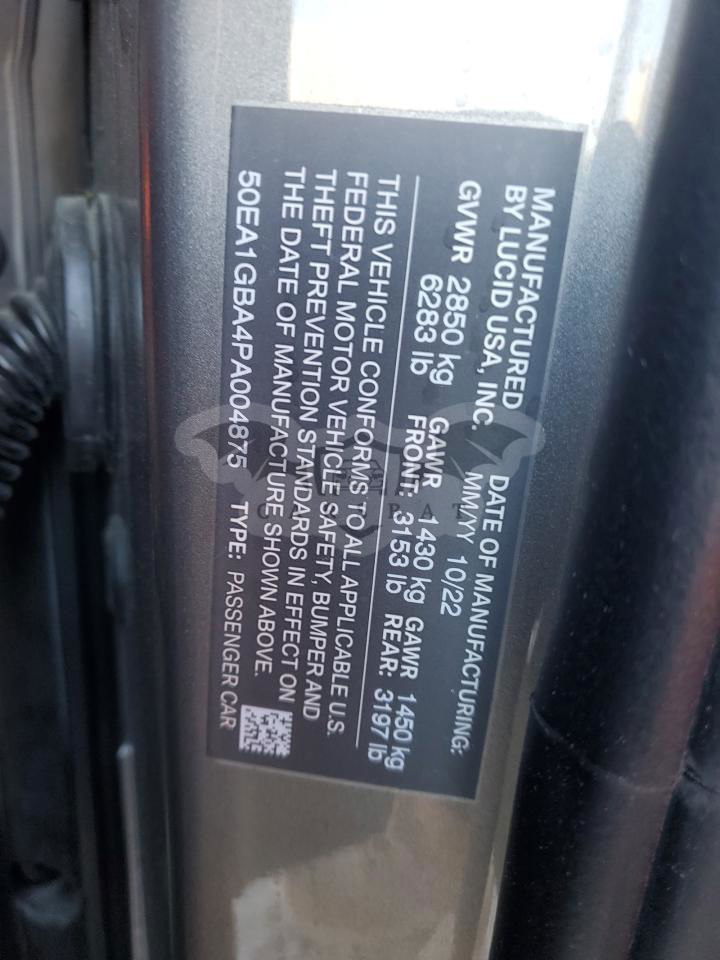 MANUFACTURED DATE OF MANUFACTURING:
BY LUCID USA, INC. MM/YY 10/22
GVWR 2850 kg GAWR 1430 kg GAWR 1450 kg
6283 lb FRONT: 3153 lb REAR: 3197 lb
THIS VEHICLE CONFORMS TO ALL APPLICABLE U.S.
FEDERAL MOTOR VEHICLE SAFETY, BUMPER AND
THEFT PREVENTION STANDARDS IN EFFECT ON
THE DATE OF MANUFACTURE SHOWN ABOVE.
50EA1GBA4PA004875 TYPE: PASSENGER CAR